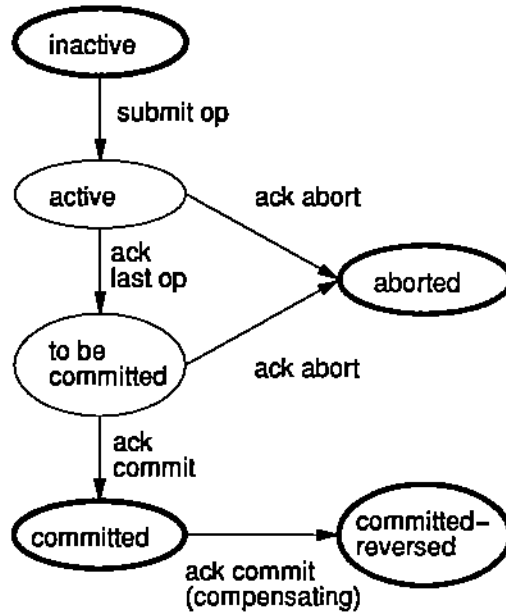 inactive
submit op
active
ack abort
ack
last op
aborted
to be
committed
ack abort
ack
commit
committed
committed-
reversed
ack commit
(compensating)